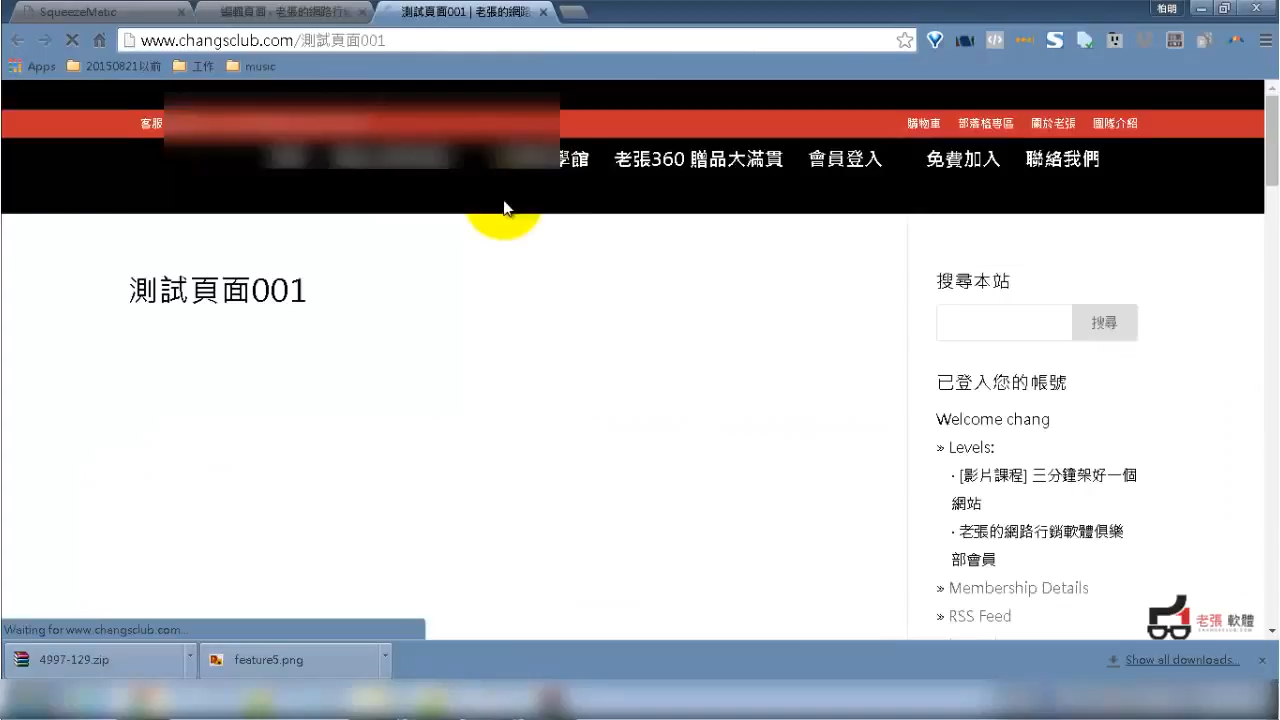 SqueezeMatic
編輯頁面 - 老張的網路行
測試頁面001 | 老張的網路
柏明
www.changsclub.com/測試頁面001
Apps 20150821以前 工作 music
客服
購物車 部落格專區 關於老張 團隊介紹
學館 老張360 贈品大滿貫 會員登入 免費加入 聯絡我們
測試頁面001
搜尋本站
搜尋
已登入您的帳號
Welcome chang
» Levels:
· [影片課程] 三分鐘架好一個
網站
· 老張的網路行銷軟體俱樂
部會員
» Membership Details
» RSS Feed
老張 軟體
Waiting for www.changsclub.com...
4997-129.zip
feature5.png
Show all downloads...